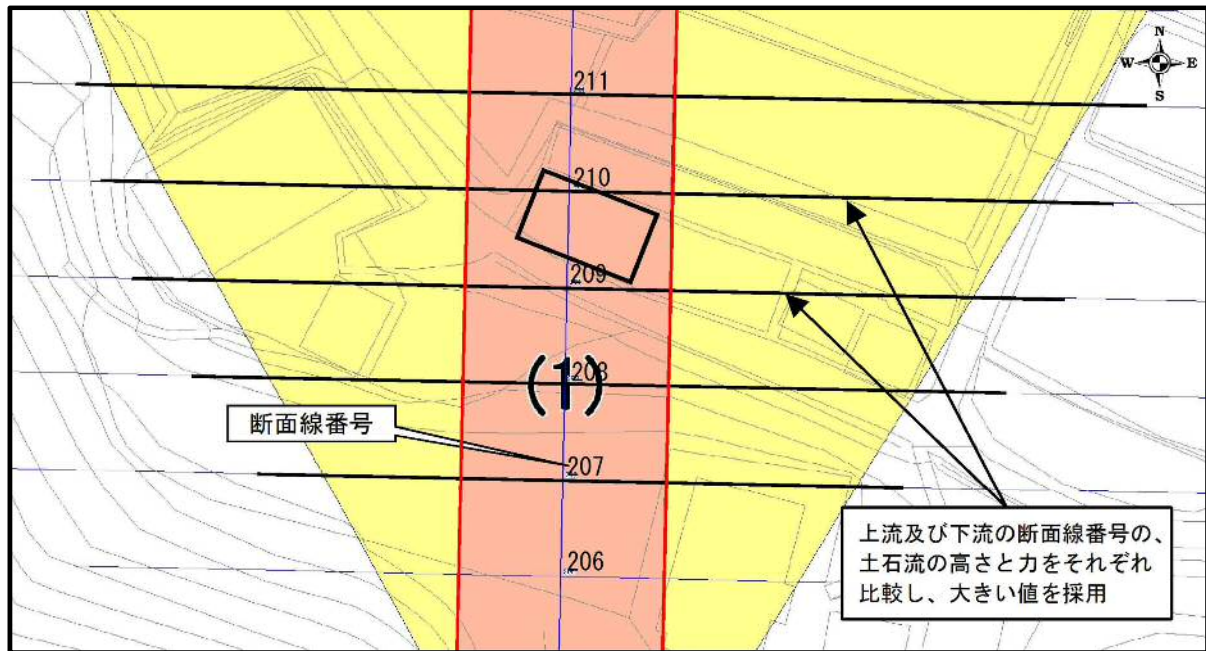 N
W E
S
211
210
209
(1)
208
断面線番号
207
206
上流及び下流の断面線番号の、
土石流の高さと力をそれぞれ
比較し、大きい値を採用